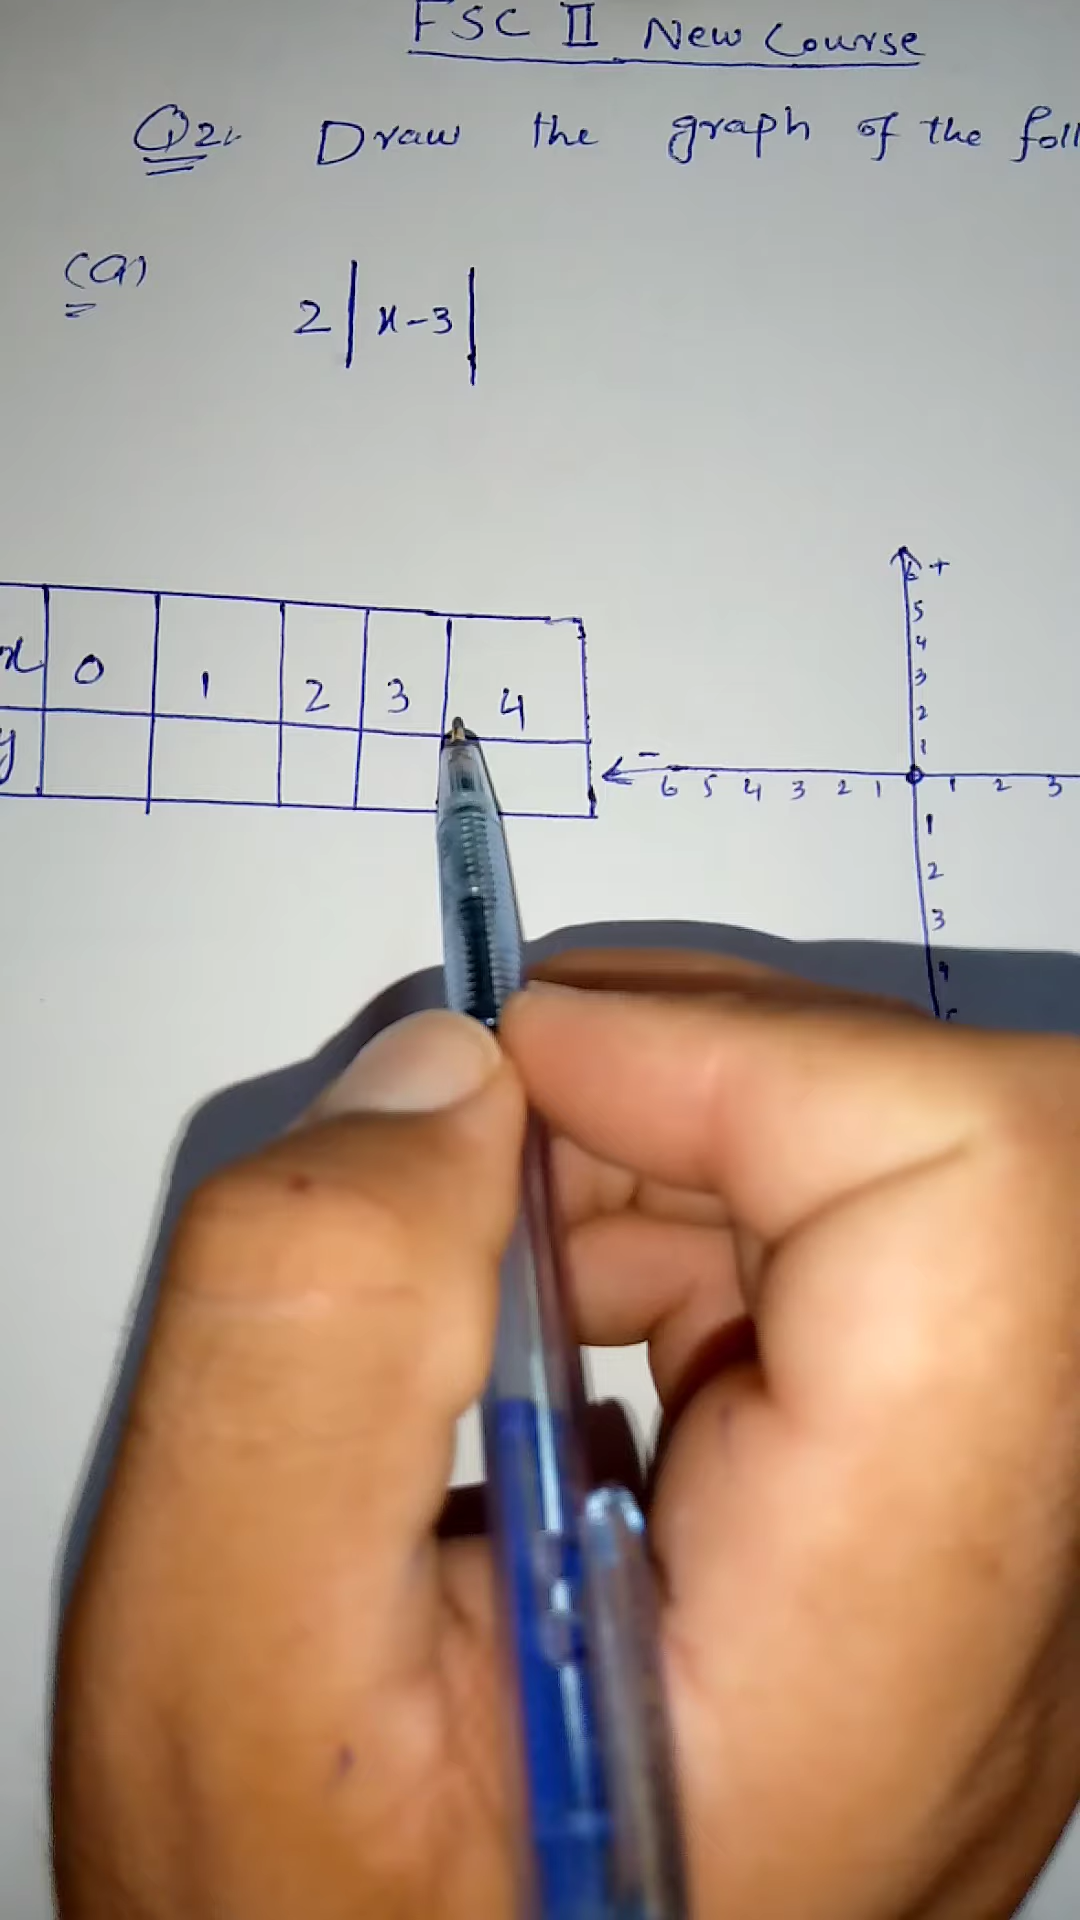 FSC II New Course
Q2. Draw the graph of the foll
(a)
2|x-3|
x 0 1 2 3 4
y
6 +
5
4
3
2
1
-
6 5 4 3 2 1 1 2 3
1
2
3
4